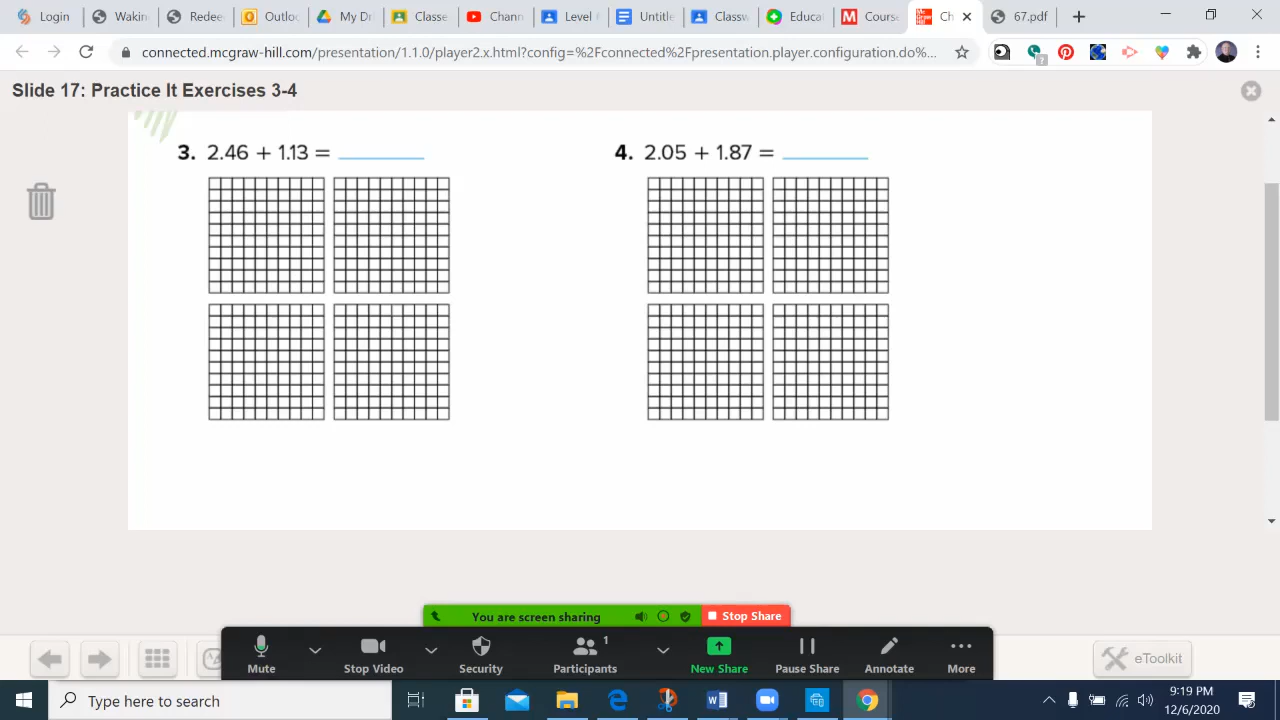 Login
Wakin
Redes
Outlo
My Dr
Classe
Chann
Level
Upda
Classw
Educa
Course
Ch
67.pdf
connected.mcgraw-hill.com/presentation/1.1.0/player2.x.html?config=%2Fconnected%2Fpresentation.player.configuration.do%...
Slide 17: Practice It Exercises 3-4
3. 2.46 + 1.13 =
4. 2.05 + 1.87 =
You are screen sharing
Stop Share
Mute
Stop Video
Security
1
Participants
New Share
Pause Share
Annotate
More
eToolkit
Type here to search
9:19 PM
12/6/2020